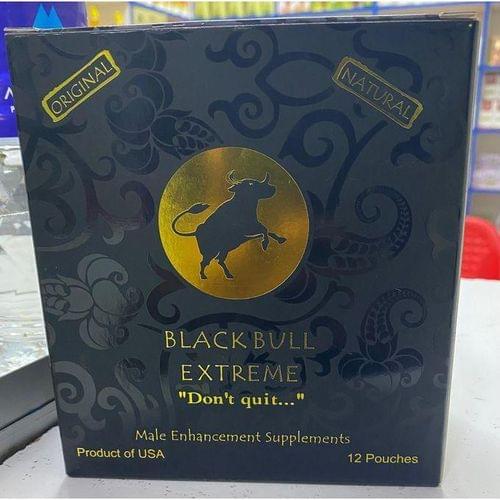 ORIGINAL
NATURAL
BLACK BULL
EXTREME
"Don't quit..."
Male Enhancement Supplements
Product of USA
12 Pouches